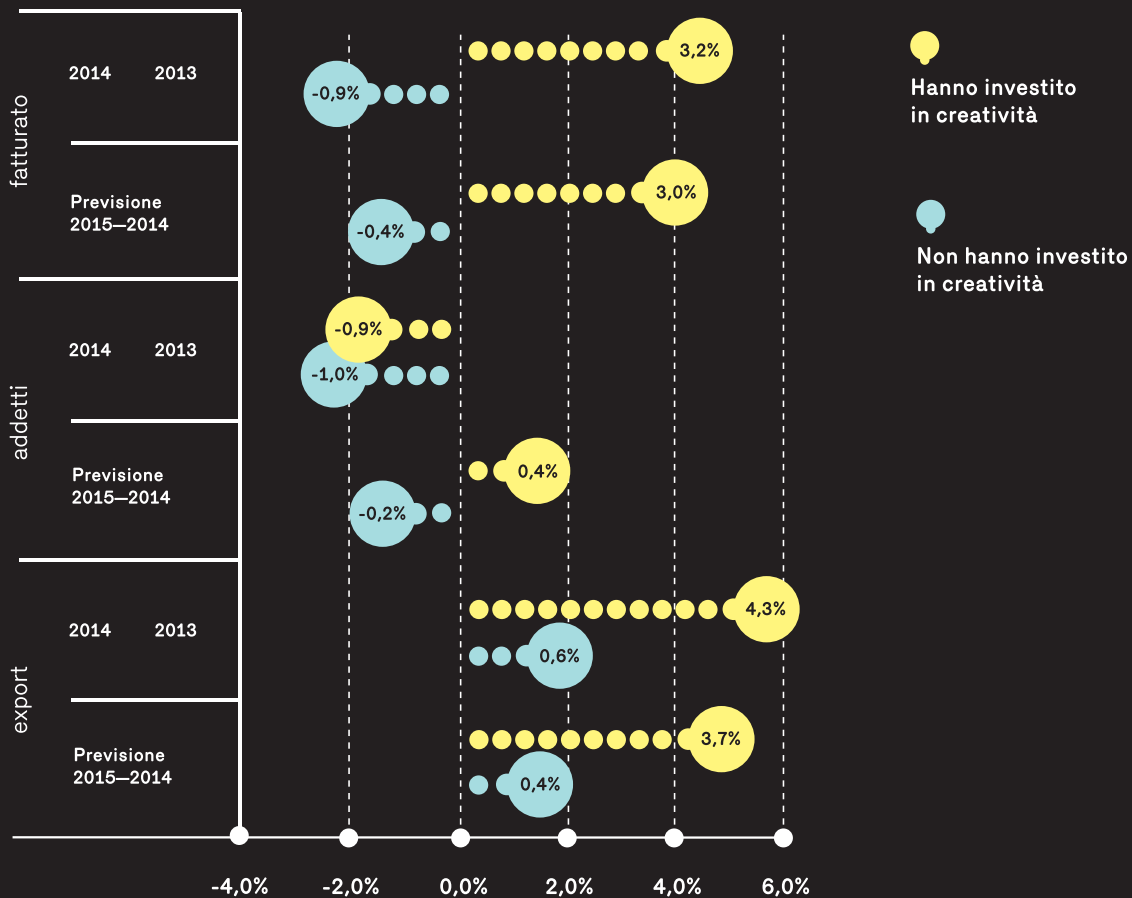 fatturato
2014 2013
3,2%
-0,9%
Previsione
2015—2014
3,0%
-0,4%
addetti
2014 2013
-0,9%
-1,0%
Previsione
2015—2014
0,4%
-0,2%
export
2014 2013
4,3%
0,6%
Previsione
2015—2014
3,7%
0,4%
-4,0% -2,0% 0,0% 2,0% 4,0% 6,0%
Hanno investito
in creatività
Non hanno investito
in creatività